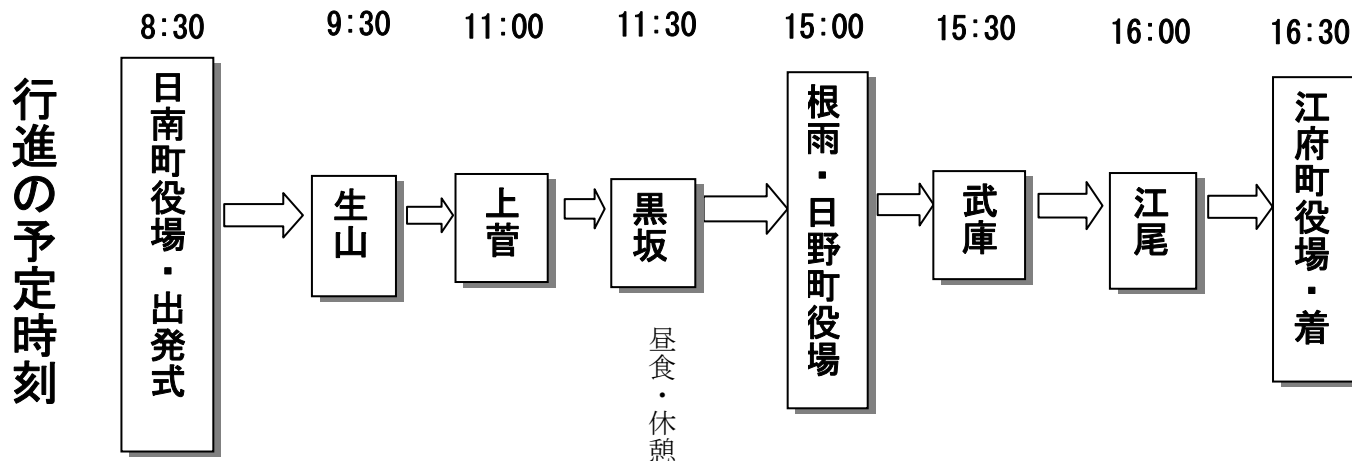 行進の予定時刻
8:30
9:30
11:00
11:30
15:00
15:30
16:00
16:30
日南町役場・出発式
生山
上菅
黒坂
根雨・日野町役場
武庫
江尾
江府町役場・着
昼食・休憩